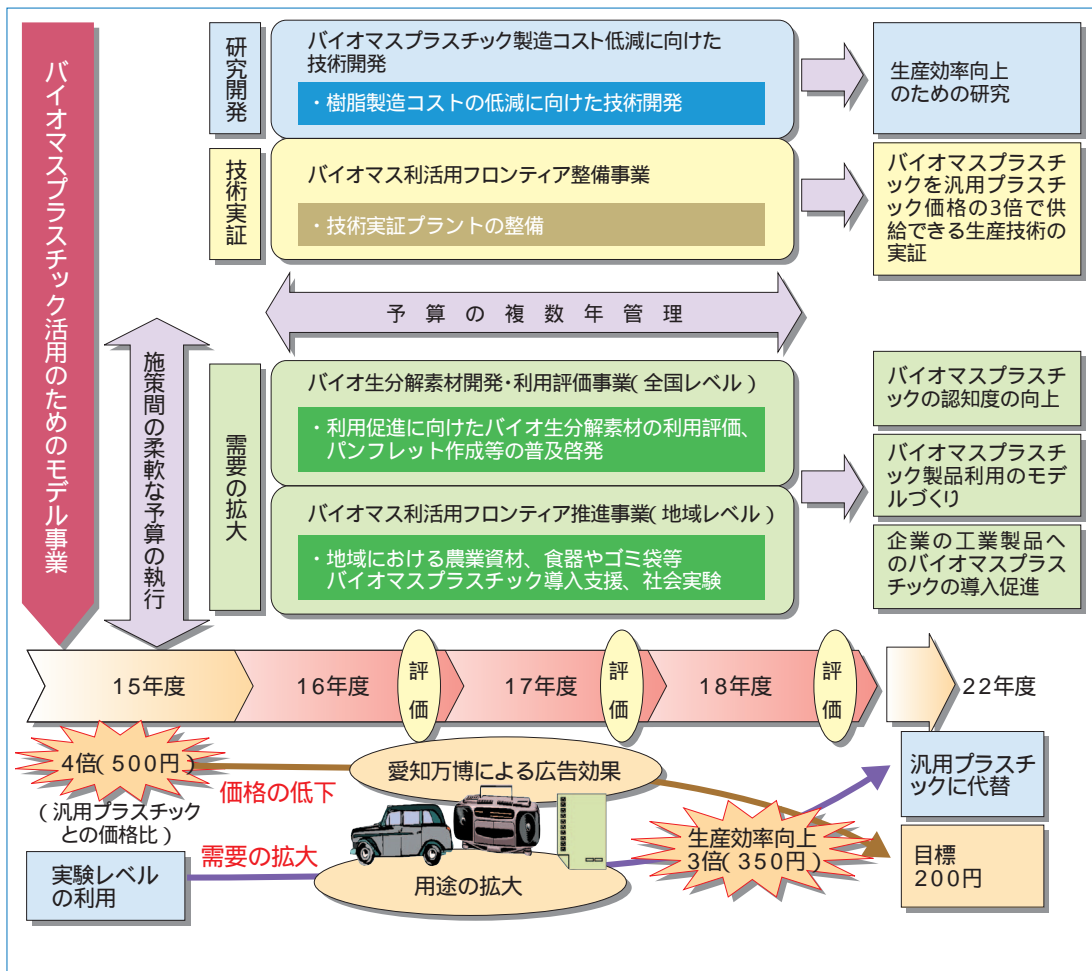 バイオマスプラスチック活用のためのモデル事業
研究開発
バイオマスプラスチック製造コスト低減に向けた
技術開発
・樹脂製造コストの低減に向けた技術開発
生産効率向上
のための研究
技術実証
バイオマス利活用フロンティア整備事業
・技術実証プラントの整備
バイオマスプラスチ
ックを汎用プラスチ
ック価格の3倍で供
給できる生産技術の
実証
予算の複数年管理
施策間の柔軟な予算の執行
需要の拡大
バイオ生分解素材開発・利用評価事業(全国レベル)
・利用促進に向けたバイオ生分解素材の利用評価、
パンフレット作成等の普及啓発
バイオマス利活用フロンティア推進事業(地域レベル)
・地域における農業資材、食器やゴミ袋等
バイオマスプラスチック導入支援、社会実験
バイオマスプラスチ
ックの認知度の向上
バイオマスプラスチ
ック製品利用のモデ
ルづくり
企業の工業製品へ
のバイオマスプラス
チックの導入促進
15年度
16年度
評価
17年度
評価
18年度
評価
22年度
4倍(500円)
(汎用プラスチック
との価格比)
価格の低下
愛知万博による広告効果
汎用プラスチ
ックに代替
実験レベル
の利用
需要の拡大
用途の拡大
生産効率向上
3倍(350円)
目標
200円